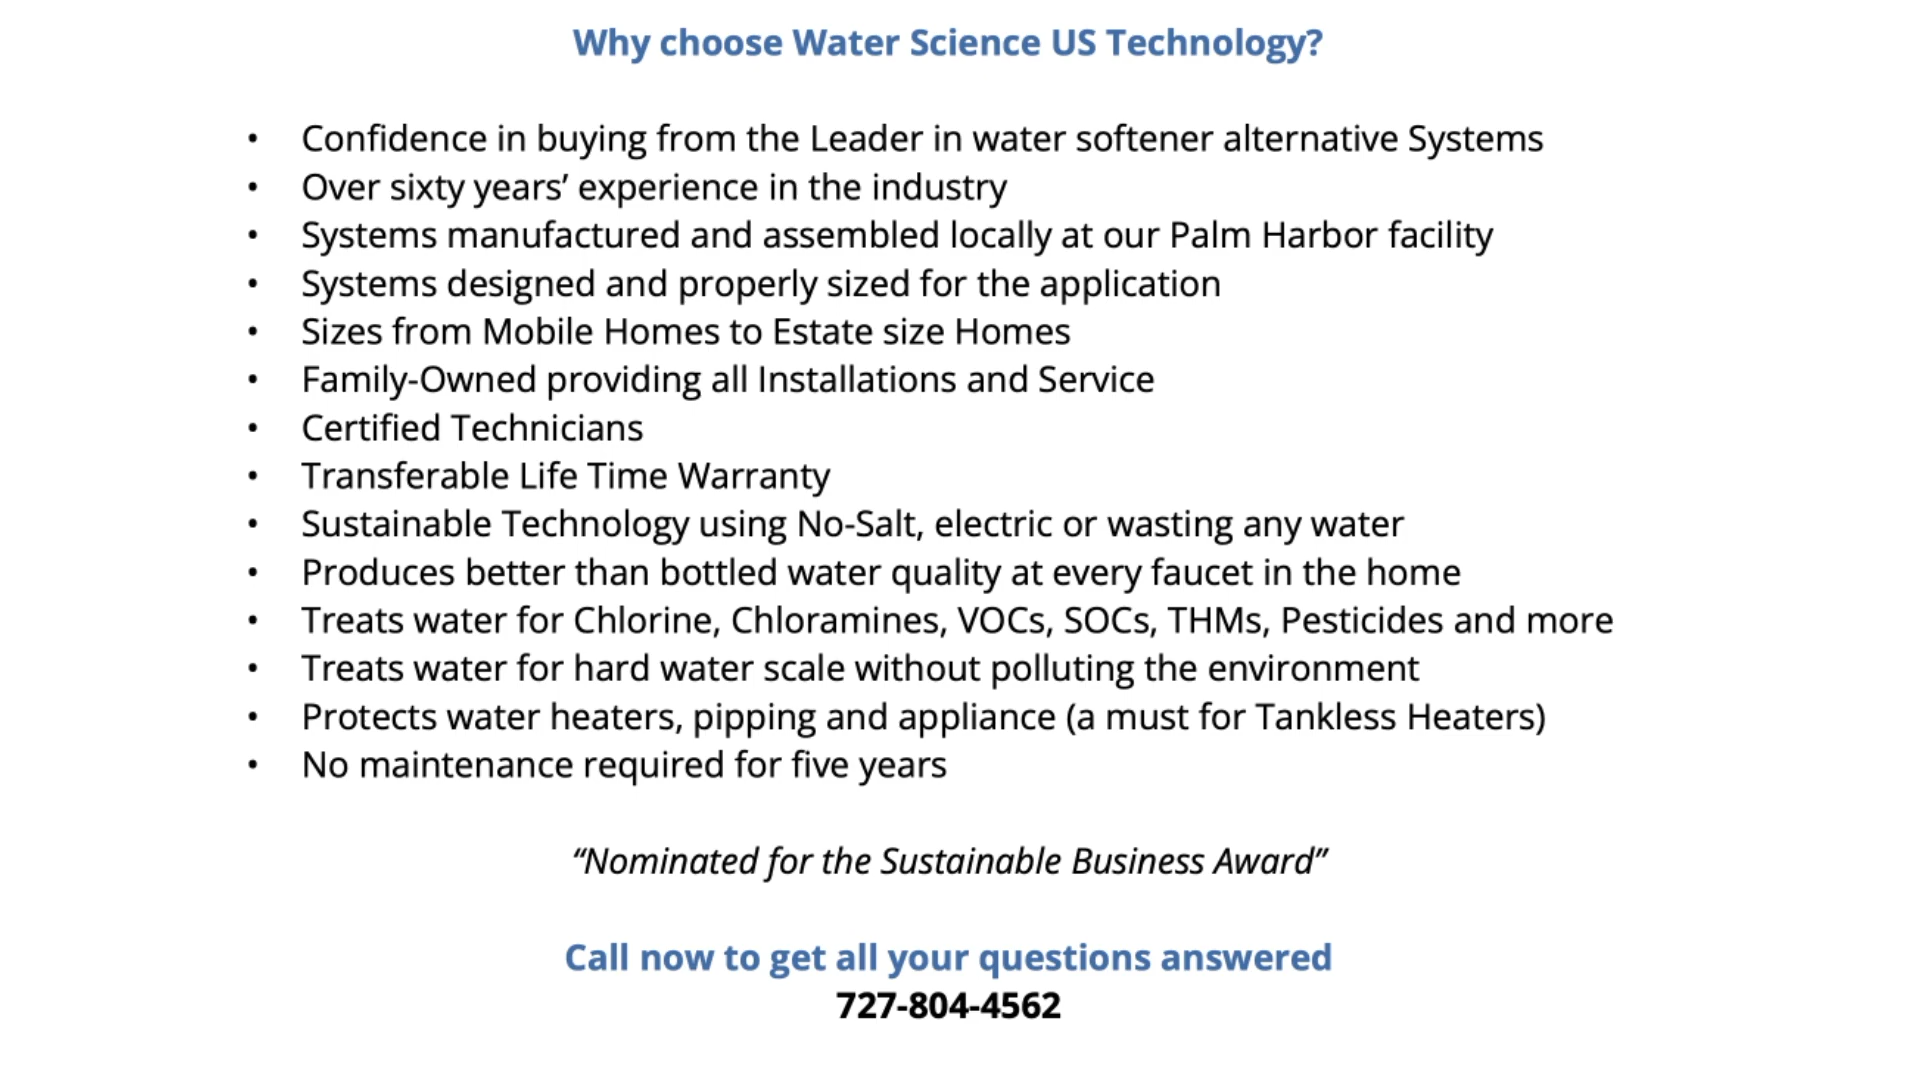 Why choose Water Science US Technology?
• Confidence in buying from the Leader in water softener alternative Systems
• Over sixty years’ experience in the industry
• Systems manufactured and assembled locally at our Palm Harbor facility
• Systems designed and properly sized for the application
• Sizes from Mobile Homes to Estate size Homes
• Family-Owned providing all Installations and Service
• Certified Technicians
• Transferable Life Time Warranty
• Sustainable Technology using No-Salt, electric or wasting any water
• Produces better than bottled water quality at every faucet in the home
• Treats water for Chlorine, Chloramines, VOCs, SOCs, THMs, Pesticides and more
• Treats water for hard water scale without polluting the environment
• Protects water heaters, pipping and appliance (a must for Tankless Heaters)
• No maintenance required for five years
“Nominated for the Sustainable Business Award”
Call now to get all your questions answered
727-804-4562